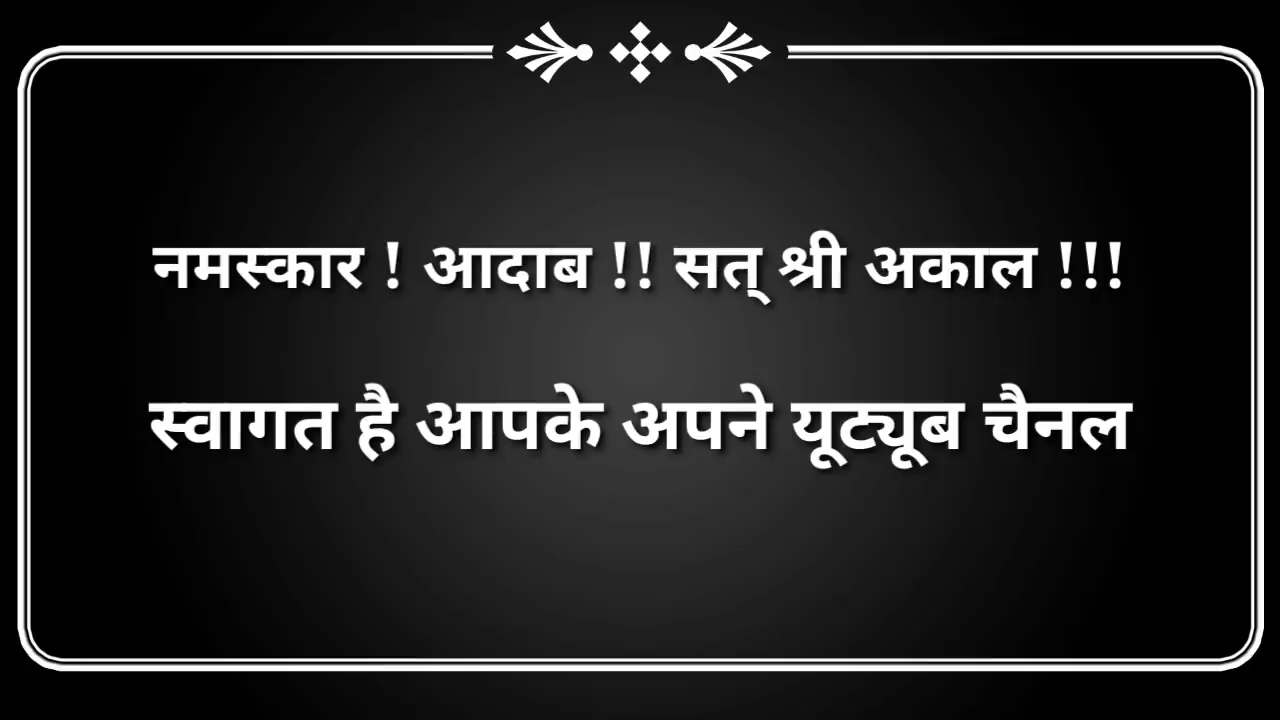 नमस्कार ! आदाब !! सत् श्री अकाल !!!
स्वागत है आपके अपने यूट्यूब चैनल